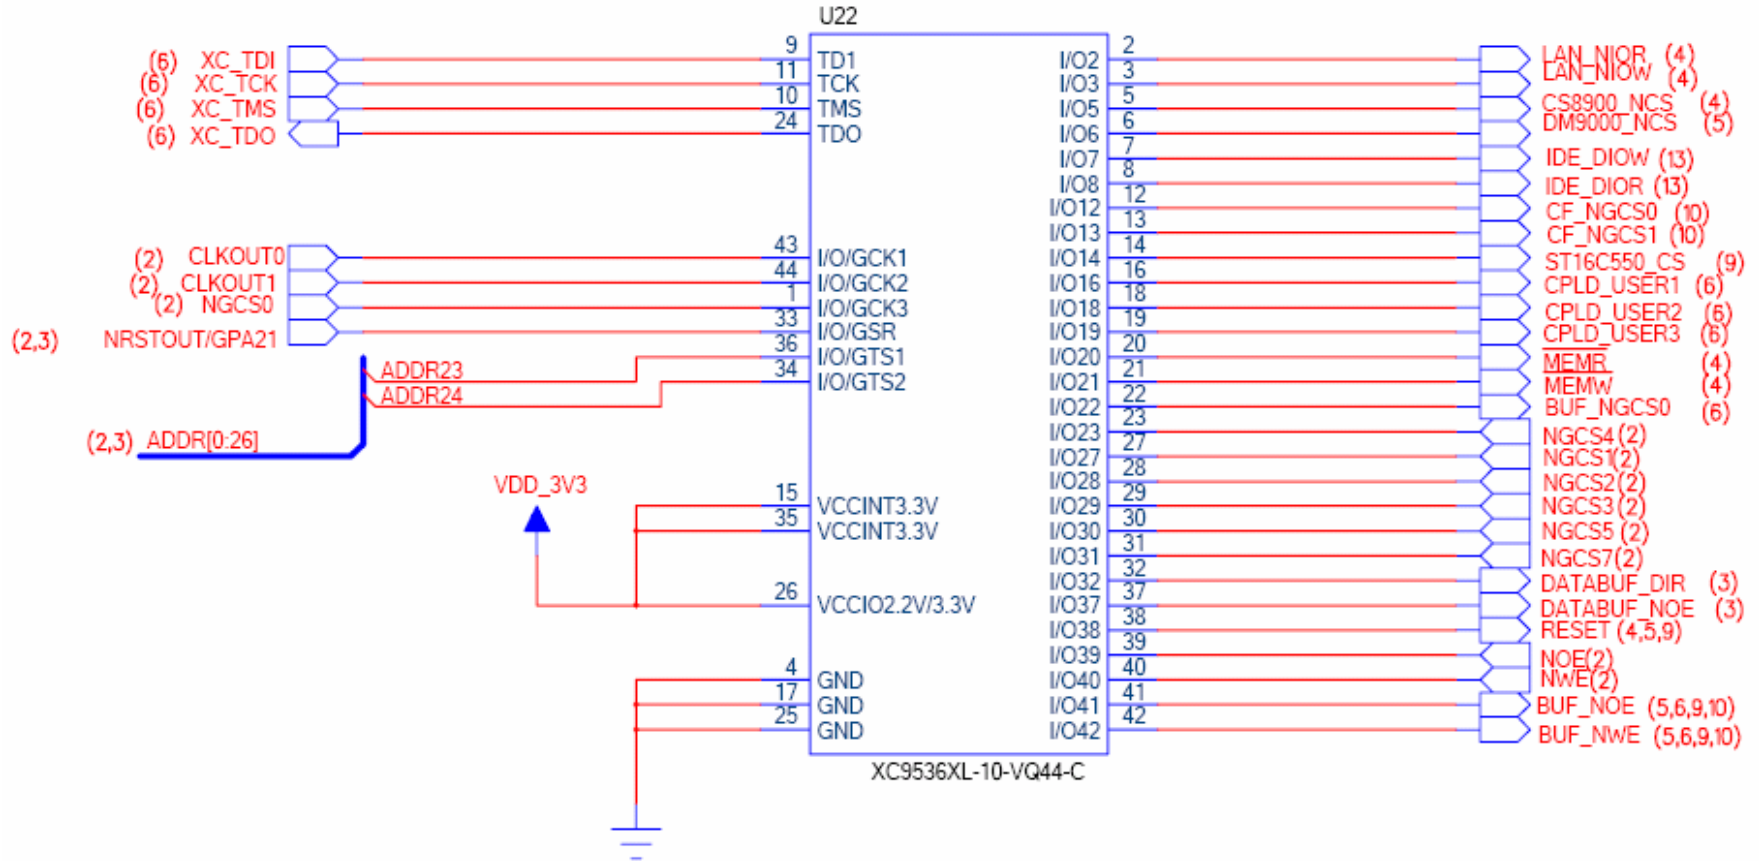 U22
(6) XC_TDI 9 TD1
(6) XC_TCK 11 TCK
(6) XC_TMS 10 TMS
(6) XC_TDO 24 TDO
(2) CLKOUT0 43 I/O/GCK1
(2) CLKOUT1 44 I/O/GCK2
(2) NGCS0 1 I/O/GCK3
(2,3) NRSTOUT/GPA21 33 I/O/GSR
ADDR23 36 I/O/GTS1
ADDR24 34 I/O/GTS2
(2,3) ADDR[0:26]
VDD_3V3
15 VCCINT3.3V
35 VCCINT3.3V
26 VCCIO2.2V/3.3V
4 GND
17 GND
25 GND
I/O2 2 LAN_NIOR (4)
I/O3 3 LAN_NIOW (4)
I/O5 5 CS8900_NCS (4)
I/O6 6 DM9000_NCS (5)
I/O7 7 IDE_DIOW (13)
I/O8 8 IDE_DIOR (13)
I/O12 12 CF_NGCS0 (10)
I/O13 13 CF_NGCS1 (10)
I/O14 14 ST16C550_CS (9)
I/O16 16 CPLD_USER1 (6)
I/O18 18 CPLD_USER2 (6)
I/O19 19 CPLD_USER3 (6)
I/O20 20 MEMR (4)
I/O21 21 MEMW (4)
I/O22 22 BUF_NGCS0 (6)
I/O23 23 NGCS4(2)
I/O27 27 NGCS1(2)
I/O28 28 NGCS2(2)
I/O29 29 NGCS3(2)
I/O30 30 NGCS5(2)
I/O31 31 NGCS7(2)
I/O32 32 DATABUF_DIR (3)
I/O37 37 DATABUF_NOE (3)
I/O38 38 RESET (4,5,9)
I/O39 39 NOE(2)
I/O40 40 NWE(2)
I/O41 41 BUF_NOE (5,6,9,10)
I/O42 42 BUF_NWE (5,6,9,10)
XC9536XL-10-VQ44-C